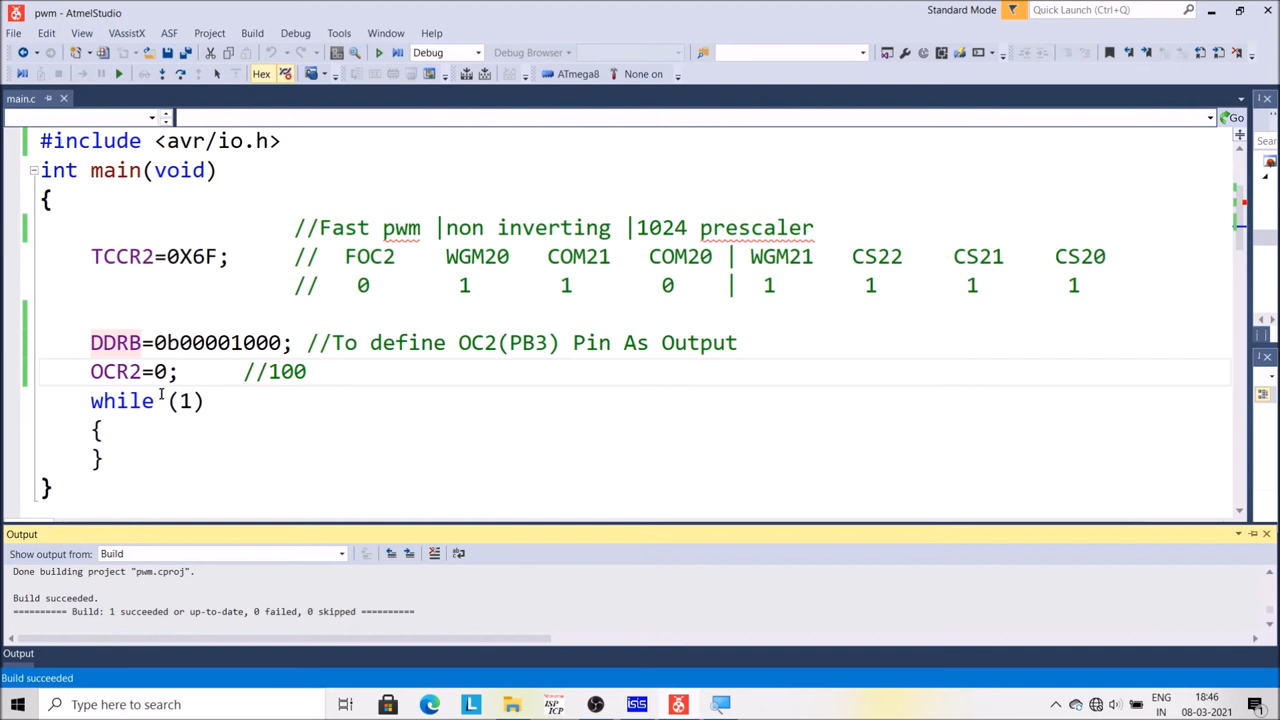 pwm - AtmelStudio
Standard Mode
Quick Launch (Ctrl+Q)
File Edit View VAssistX ASF Project Build Debug Tools Window Help
Debug
Debug Browser
Hex
ATmega8
None on
main.c
Go
Sear
#include <avr/io.h>
int main(void)
{
//Fast pwm |non inverting |1024 prescaler
TCCR2=0X6F; // FOC2 WGM20 COM21 COM20 | WGM21 CS22 CS21 CS20
// 0 1 1 0 | 1 1 1 1
DDRB=0b00001000; //To define OC2(PB3) Pin As Output
OCR2=0; //100
while (1)
{
}
}
Output
Show output from: Build
Done building project "pwm.cproj".
Build succeeded.
========== Build: 1 succeeded or up-to-date, 0 failed, 0 skipped ==========
Output
Build succeeded
Type here to search
L
ISP
ICP
isis
ENG
IN
18:46
08-03-2021